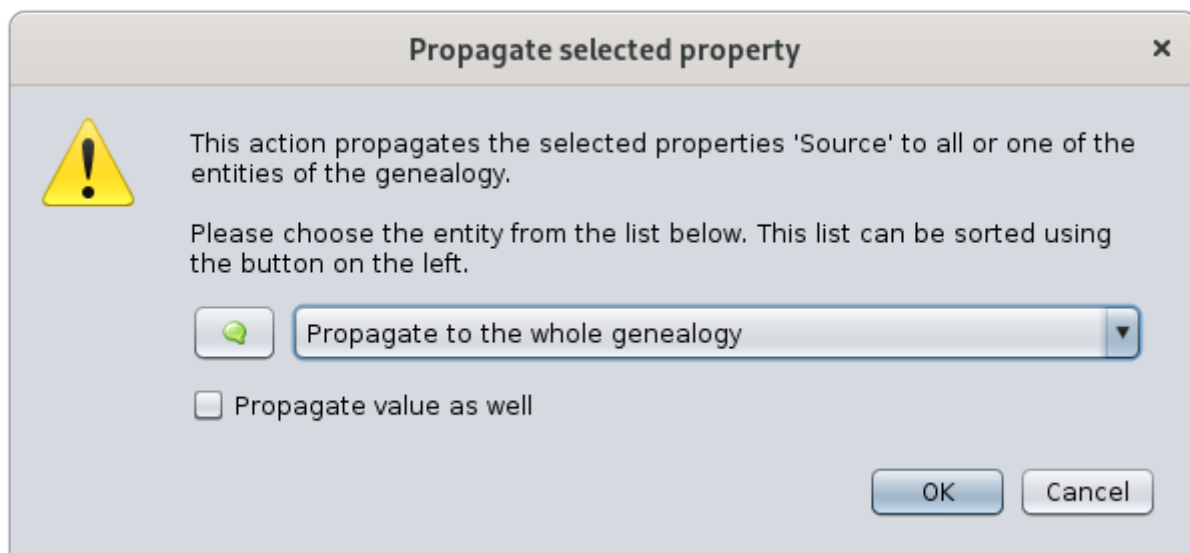 Propagate selected property
This action propagates the selected properties 'Source' to all or one of the
entities of the genealogy.
Please choose the entity from the list below. This list can be sorted using
the button on the left.
Propagate to the whole genealogy
Propagate value as well
OK Cancel